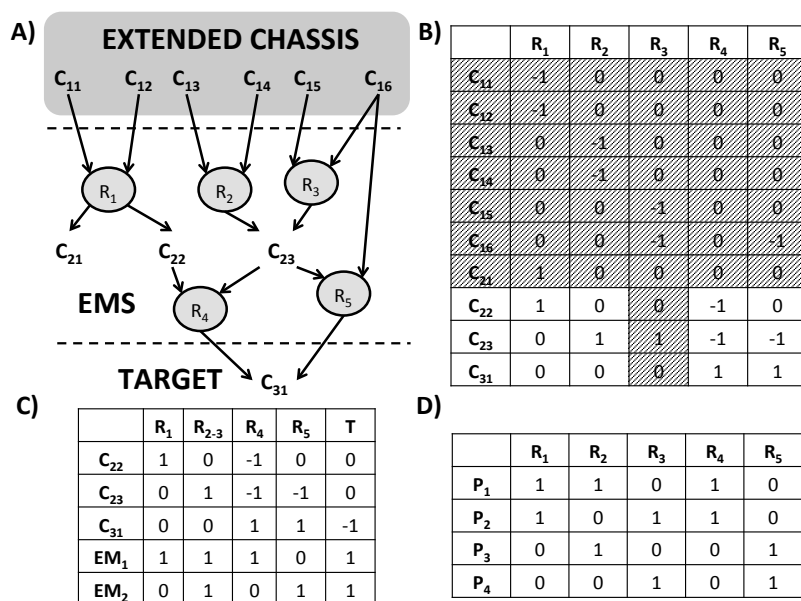 A)
EXTENDED CHASSIS
C11 C12 C13 C14 C15 C16
R1 R2 R3
C21 C22 C23
EMS R4 R5
TARGET C31
B)
R1 R2 R3 R4 R5
C11 -1 0 0 0 0
C12 -1 0 0 0 0
C13 0 -1 0 0 0
C14 0 -1 0 0 0
C15 0 0 -1 0 0
C16 0 0 -1 0 -1
C21 1 0 0 0 0
C22 1 0 0 -1 0
C23 0 1 1 -1 -1
C31 0 0 0 1 1
C)
R1 R2-3 R4 R5 T
C22 1 0 -1 0 0
C23 0 1 -1 -1 0
C31 0 0 1 1 -1
EM1 1 1 1 0 1
EM2 0 1 0 1 1
D)
R1 R2 R3 R4 R5
P1 1 1 0 1 0
P2 1 0 1 1 0
P3 0 1 0 0 1
P4 0 0 1 0 1